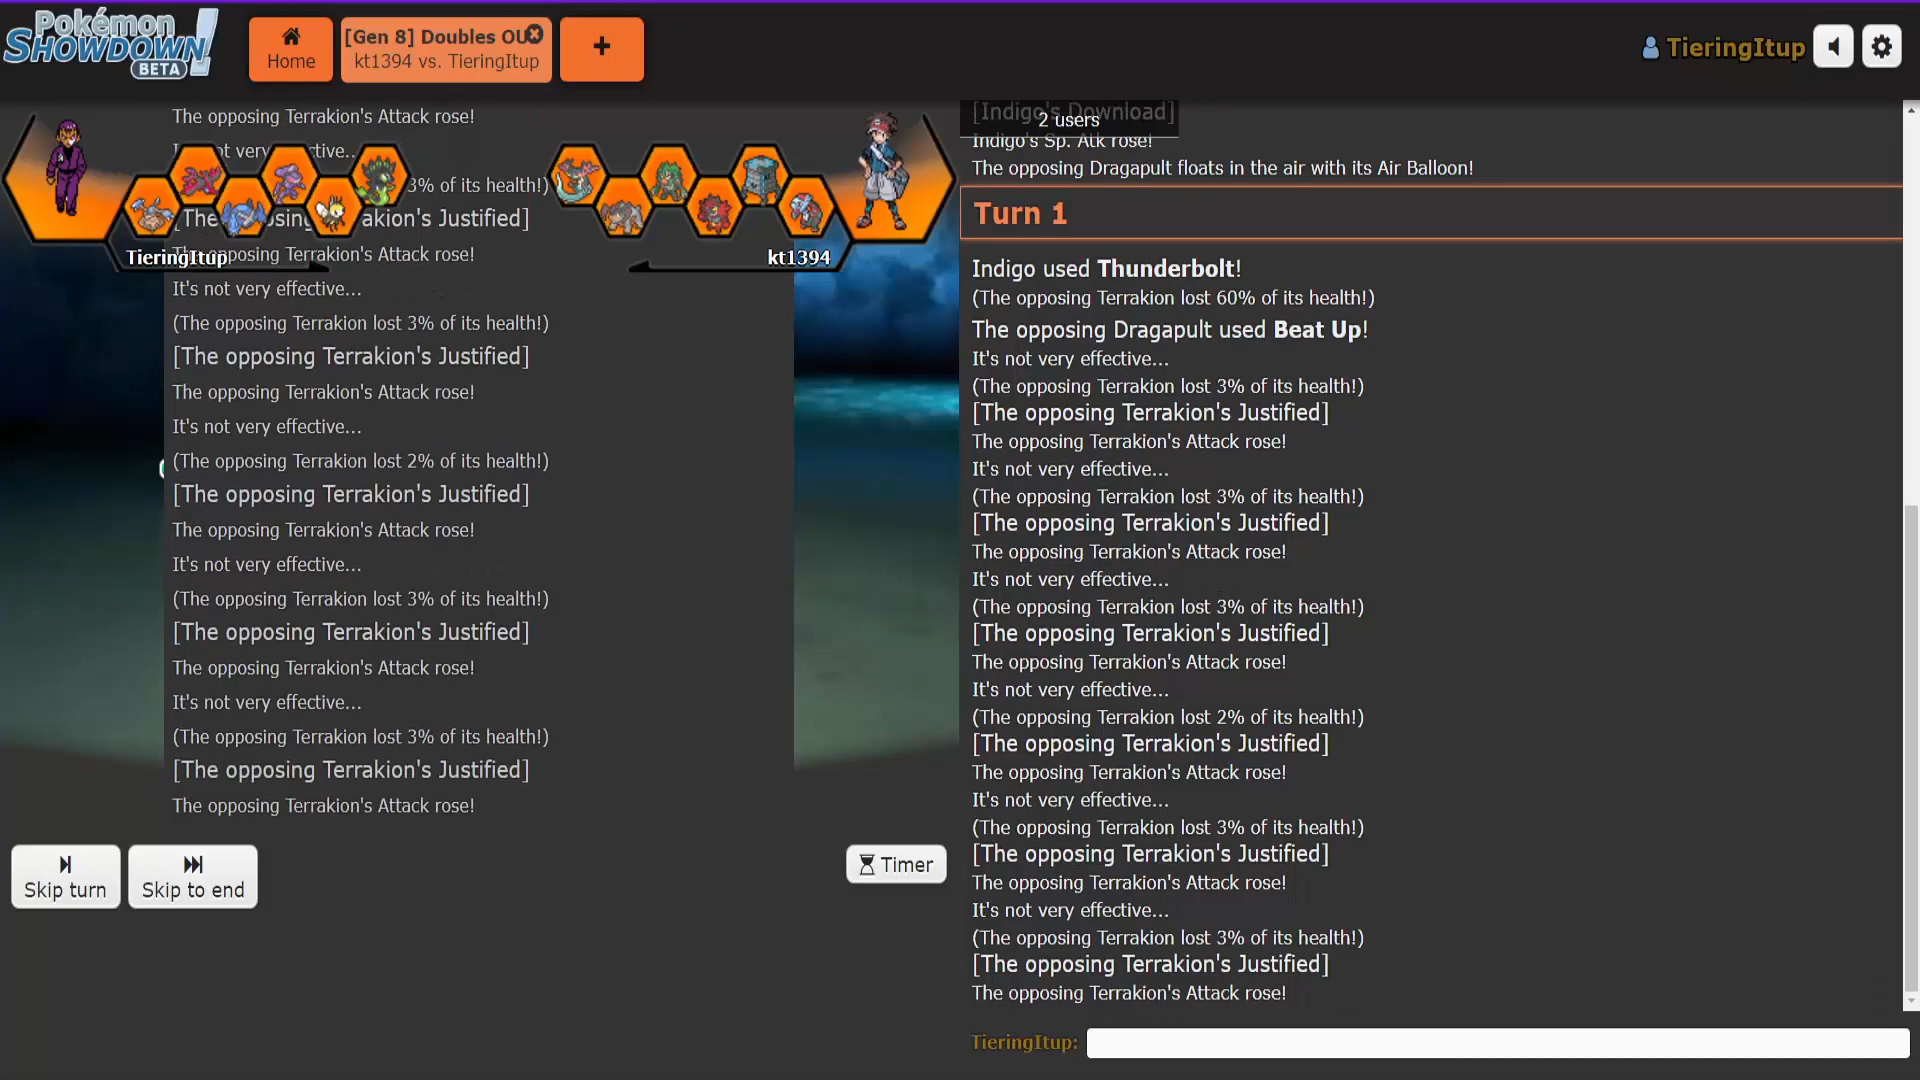 Pokémon
SHOWDOWN!
BETA
Home
[Gen 8] Doubles OU
kt1394 vs. TieringItup
+
TieringItup
The opposing Terrakion's Attack rose!
3% of its health!)
The opposing Terrakion's Attack rose!
TieringItup
kt1394
It's not very effective...
(The opposing Terrakion lost 3% of its health!)
[The opposing Terrakion's Justified]
The opposing Terrakion's Attack rose!
It's not very effective...
(The opposing Terrakion lost 2% of its health!)
[The opposing Terrakion's Justified]
The opposing Terrakion's Attack rose!
It's not very effective...
(The opposing Terrakion lost 3% of its health!)
[The opposing Terrakion's Justified]
The opposing Terrakion's Attack rose!
It's not very effective...
(The opposing Terrakion lost 3% of its health!)
[The opposing Terrakion's Justified]
The opposing Terrakion's Attack rose!
Skip turn
Skip to end
Timer
[Indigo's Download]
2 users
Indigo's Sp. Atk rose!
The opposing Dragapult floats in the air with its Air Balloon!
Turn 1
Indigo used Thunderbolt!
(The opposing Terrakion lost 60% of its health!)
The opposing Dragapult used Beat Up!
It's not very effective...
(The opposing Terrakion lost 3% of its health!)
[The opposing Terrakion's Justified]
The opposing Terrakion's Attack rose!
It's not very effective...
(The opposing Terrakion lost 3% of its health!)
[The opposing Terrakion's Justified]
The opposing Terrakion's Attack rose!
It's not very effective...
(The opposing Terrakion lost 3% of its health!)
[The opposing Terrakion's Justified]
The opposing Terrakion's Attack rose!
It's not very effective...
(The opposing Terrakion lost 2% of its health!)
[The opposing Terrakion's Justified]
The opposing Terrakion's Attack rose!
It's not very effective...
(The opposing Terrakion lost 3% of its health!)
[The opposing Terrakion's Justified]
The opposing Terrakion's Attack rose!
It's not very effective...
(The opposing Terrakion lost 3% of its health!)
[The opposing Terrakion's Justified]
The opposing Terrakion's Attack rose!
TieringItup: